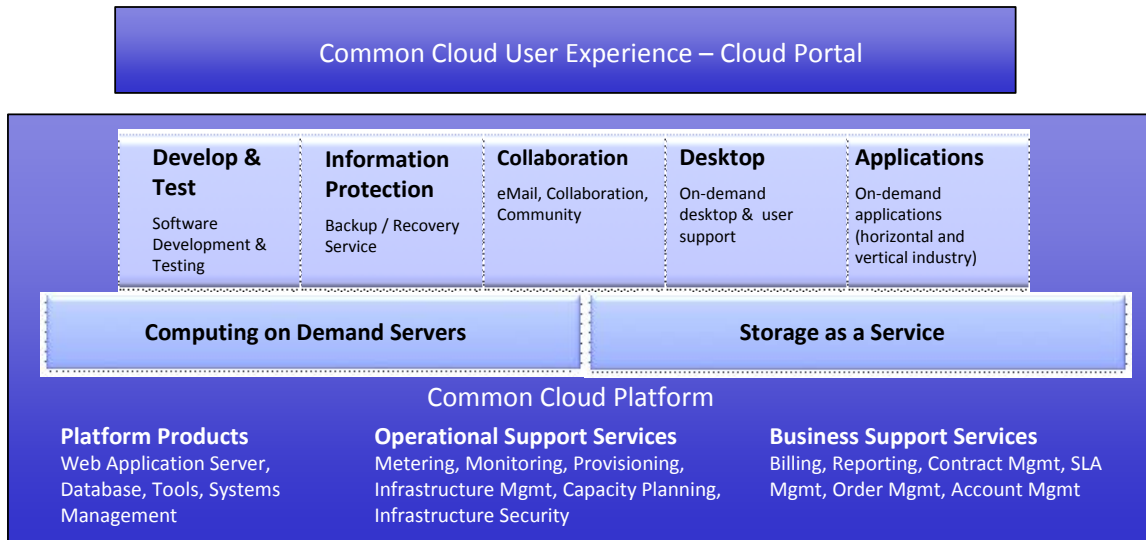 Common Cloud User Experience – Cloud Portal
Develop &
Test
Software
Development &
Testing
Information
Protection
Backup / Recovery
Service
Collaboration
eMail, Collaboration,
Community
Desktop
On-demand
desktop & user
support
Applications
On-demand
applications
(horizontal and
vertical industry)
Computing on Demand Servers
Storage as a Service
Common Cloud Platform
Platform Products
Web Application Server,
Database, Tools, Systems
Management
Operational Support Services
Metering, Monitoring, Provisioning,
Infrastructure Mgmt, Capacity Planning,
Infrastructure Security
Business Support Services
Billing, Reporting, Contract Mgmt, SLA
Mgmt, Order Mgmt, Account Mgmt